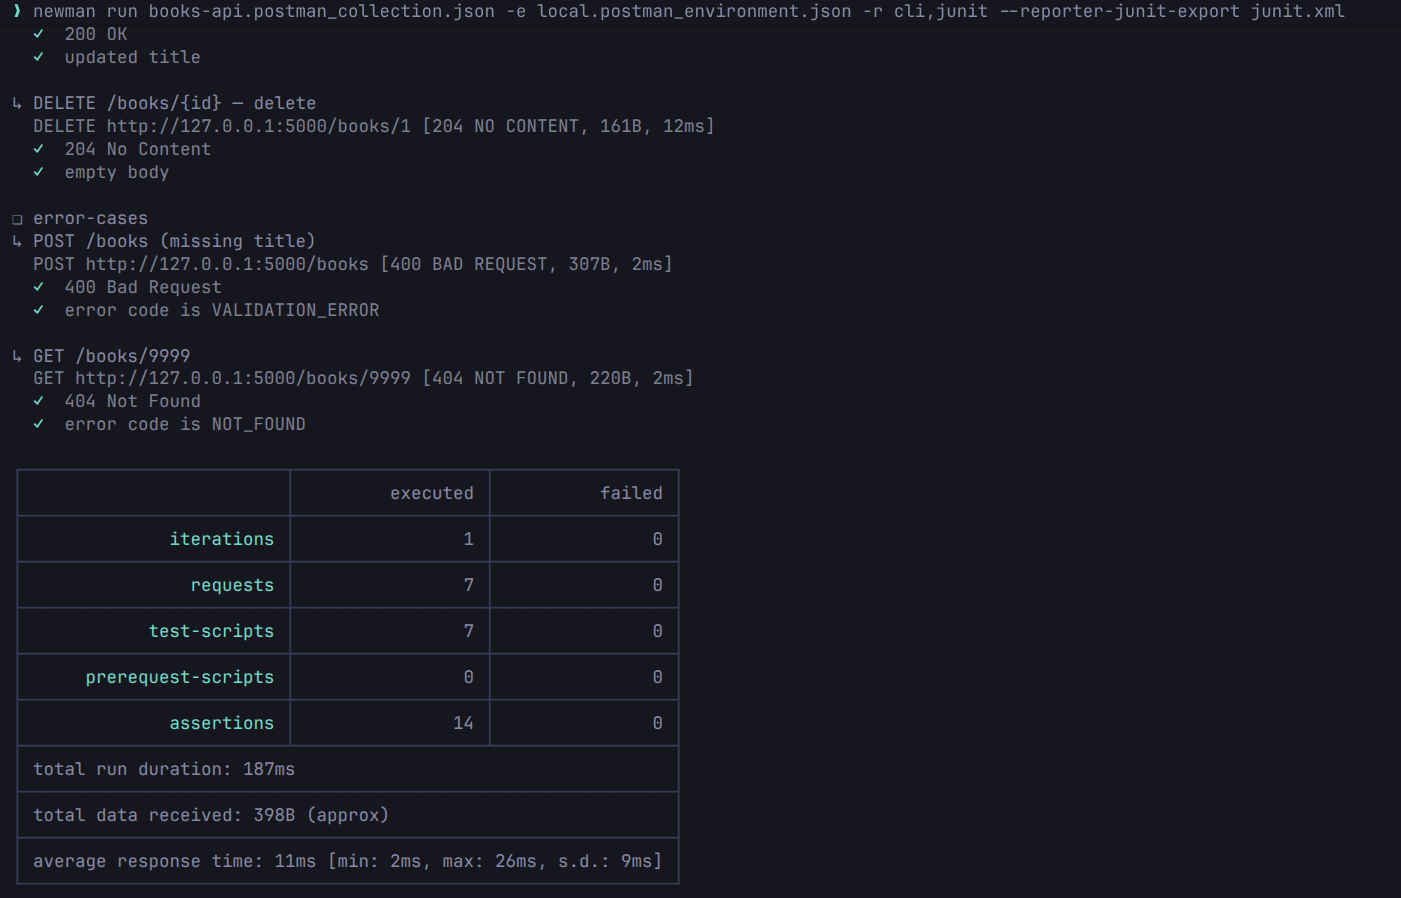 ❯ newman run books-api.postman_collection.json -e local.postman_environment.json -r cli,junit --reporter-junit-export junit.xml
✓ 200 OK
✓ updated title
↳ DELETE /books/{id} — delete
DELETE http://127.0.0.1:5000/books/1 [204 NO CONTENT, 161B, 12ms]
✓ 204 No Content
✓ empty body
❏ error-cases
↳ POST /books (missing title)
POST http://127.0.0.1:5000/books [400 BAD REQUEST, 307B, 2ms]
✓ 400 Bad Request
✓ error code is VALIDATION_ERROR
↳ GET /books/9999
GET http://127.0.0.1:5000/books/9999 [404 NOT FOUND, 220B, 2ms]
✓ 404 Not Found
✓ error code is NOT_FOUND
executed failed
iterations 1 0
requests 7 0
test-scripts 7 0
prerequest-scripts 0 0
assertions 14 0
total run duration: 187ms
total data received: 398B (approx)
average response time: 11ms [min: 2ms, max: 26ms, s.d.: 9ms]